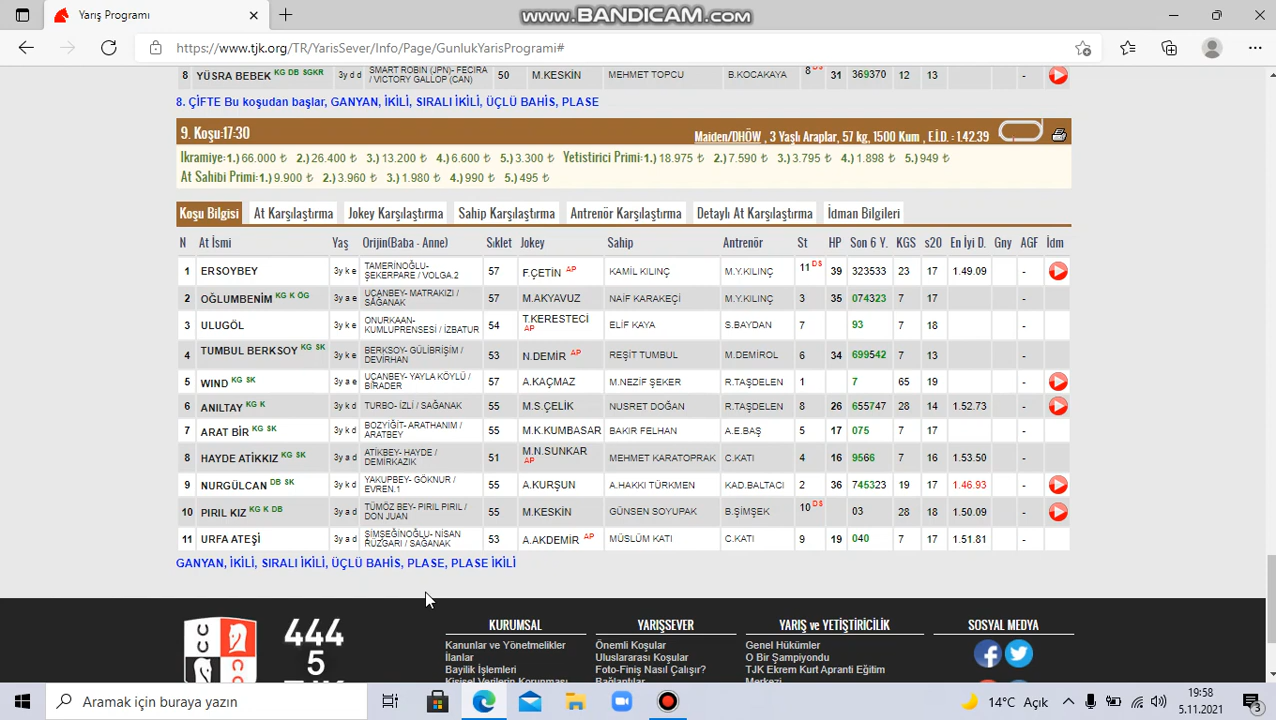 Yarış Programı
www.BANDICAM.com
https://www.tjk.org/TR/YarisSever/Info/Page/GunlukYarisProgrami#
8 YÜSRA BEBEK KG DB SGKR 3y d d SMART ROBIN (JPN)- FECİRA / VICTORY GALLOP (CAN) 50 M.KESKİN MEHMET TOPCU B.KOCAKAYA 8 DS 31 369370 12 13 -
8. ÇİFTE Bu koşudan başlar, GANYAN, İKİLİ, SIRALI İKİLİ, ÜÇLÜ BAHİS, PLASE
9. Koşu:17:30 Maiden/DHÖW , 3 Yaşlı Araplar, 57 kg, 1500 Kum , E.İ.D. : 1.42.39
İkramiye: 1.) 66.000 ₺ 2.) 26.400 ₺ 3.) 13.200 ₺ 4.) 6.600 ₺ 5.) 3.300 ₺ Yetistirici Primi: 1.) 18.975 ₺ 2.) 7.590 ₺ 3.) 3.795 ₺ 4.) 1.898 ₺ 5.) 949 ₺
At Sahibi Primi: 1.) 9.900 ₺ 2.) 3.960 ₺ 3.) 1.980 ₺ 4.) 990 ₺ 5.) 495 ₺
Koşu Bilgisi At Karşılaştırma Jokey Karşılaştırma Sahip Karşılaştırma Antrenör Karşılaştırma Detaylı At Karşılaştırma İdman Bilgileri
N At İsmi Yaş Orijin(Baba - Anne) Sıklet Jokey Sahip Antrenör St HP Son 6 Y. KGS s20 En İyi D. Gny AGF İdm
1 ERSOYBEY 3y k e TAMERİNOĞLU- ŞEKERPARE / VOLGA.2 57 F.ÇETİN AP KAMİL KILINÇ M.Y.KILINÇ 11 DS 39 323533 23 17 1.49.09 -
2 OĞLUMBENİM KG K ÖG 3y a e UÇANBEY- MATRAKIZI / SAĞANAK 57 M.AKYAVUZ NAİF KARAKEÇİ M.Y.KILINÇ 3 35 074323 7 17 -
3 ULUGÖL 3y k e ONURKAAN- KUMLUPRENSESİ / İZBATUR 54 T.KERESTECİ AP ELİF KAYA S.BAYDAN 7 93 7 18 -
4 TUMBUL BERKSOY KG SK 3y k e BERKSOY- GÜLİBRİŞİM / DEVİRHAN 53 N.DEMİR AP REŞİT TUMBUL M.DEMİROL 6 34 699542 7 13 -
5 WIND KG SK 3y a e UÇANBEY- YAYLA KÖYLÜ / BİRADER 57 A.KAÇMAZ M.NEZİF ŞEKER R.TAŞDELEN 1 7 65 19 -
6 ANILTAY KG K 3y k d TURBO- İZLİ / SAĞANAK 55 M.S.ÇELİK NUSRET DOĞAN R.TAŞDELEN 8 26 655747 28 14 1.52.73 -
7 ARAT BİR KG SK 3y k d BOZYİĞİT- ARATHANIM / ARATBEY 55 M.K.KUMBASAR BAKIR FELHAN A.E.BAŞ 5 17 075 7 17 -
8 HAYDE ATİKKIZ KG SK 3y a d ATİKBEY- HAYDE / DEMİRKAZIK 51 M.N.SUNKAR AP MEHMET KARATOPRAK C.KATI 4 16 9566 7 16 1.53.50 -
9 NURGÜLCAN DB SK 3y k d YAKUPBEY- GÖKNUR / EVREN.1 55 A.KURŞUN A.HAKKI TÜRKMEN KAD.BALTACI 2 36 745323 19 17 1.46.93 -
10 PIRIL KIZ KG K DB 3y a d TÜMÖZ BEY- PIRIL PIRIL / DON JUAN 55 M.KESKİN GÜNSEN SOYUPAK B.ŞİMŞEK 10 DS 03 28 18 1.50.09 -
11 URFA ATEŞİ 3y a d ŞİMŞEĞİNOĞLU- NİSAN RÜZGARI / SAĞANAK 53 A.AKDEMİR AP MÜSLÜM KATI C.KATI 9 19 040 7 17 1.51.81 -
GANYAN, İKİLİ, SIRALI İKİLİ, ÜÇLÜ BAHİS, PLASE, PLASE İKİLİ
444
5
KURUMSAL YARIŞSEVER YARIŞ ve YETİŞTİRİCİLİK SOSYAL MEDYA
Kanunlar ve Yönetmelikler Önemli Koşular Genel Hükümler
İlanlar Uluslararası Koşular O Bir Şampiyondu
Bayilik İşlemleri Foto-Finiş Nasıl Çalışır? TJK Ekrem Kurt Apranti Eğitim
Kişisel Verilerin Korunması Bağlantılar Merkezi
Aramak için buraya yazın
14°C Açık
19:58
5.11.2021
3